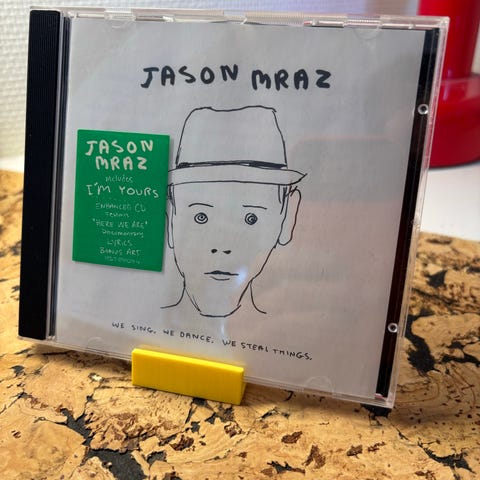 JASON MRAZ
JASON
MRAZ
includes
I'M YOURS
ENHANCED CD
"HERE WE ARE"
Documentary
LYRICS
BONUS ART
WE SING. WE DANCE. WE STEAL THINGS.